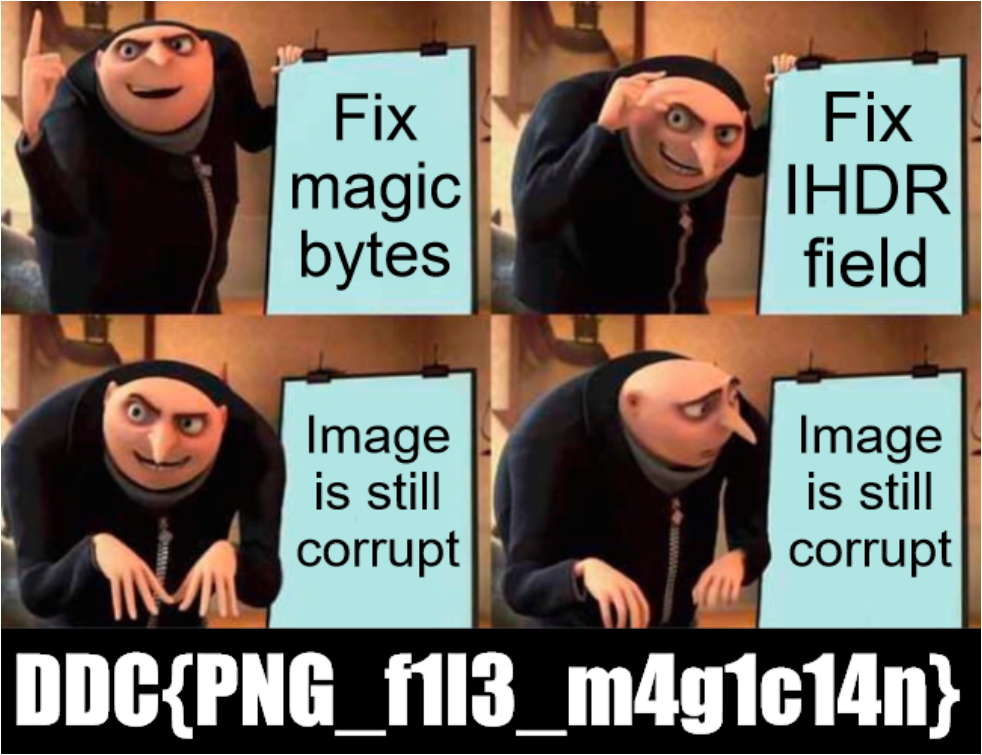 Fix
magic
bytes
Fix
IHDR
field
Image
is still
corrupt
Image
is still
corrupt
DDC{PNG_f1l3_m4g1c14n}